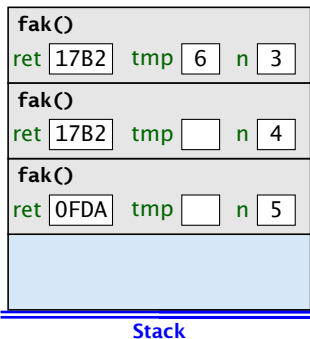 fak()
ret 17B2 tmp 6 n 3
fak()
ret 17B2 tmp n 4
fak()
ret 0FDA tmp n 5
Stack